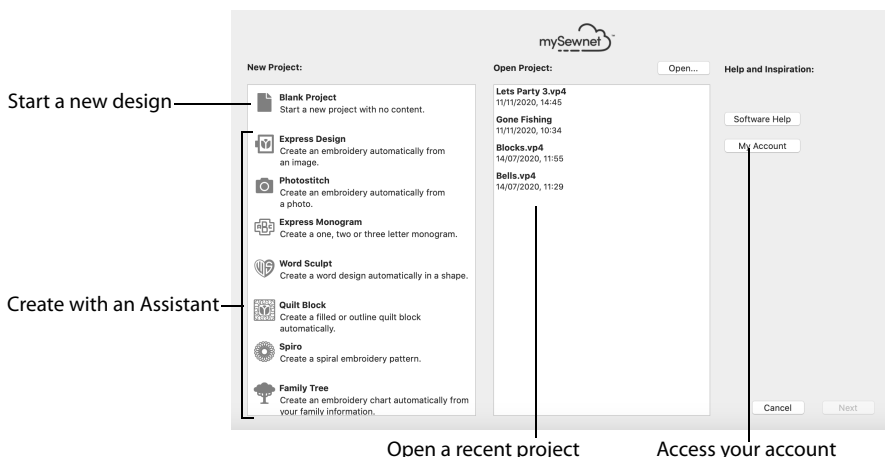 mySewnet™
New Project:
Open Project:
Open...
Help and Inspiration:
Start a new design
Blank Project
Start a new project with no content.
Express Design
Create an embroidery automatically from
an image.
Photostitch
Create an embroidery automatically from
a photo.
Express Monogram
Create a one, two or three letter monogram.
Word Sculpt
Create a word design automatically in a shape.
Create with an Assistant
Quilt Block
Create a filled or outline quilt block
automatically.
Spiro
Create a spiral embroidery pattern.
Family Tree
Create an embroidery chart automatically from
your family information.
Lets Party 3.vp4
11/11/2020, 14:45
Gone Fishing
11/11/2020, 10:34
Blocks.vp4
14/07/2020, 11:55
Bells.vp4
14/07/2020, 11:29
Software Help
My Account
Cancel
Next
Open a recent project
Access your account